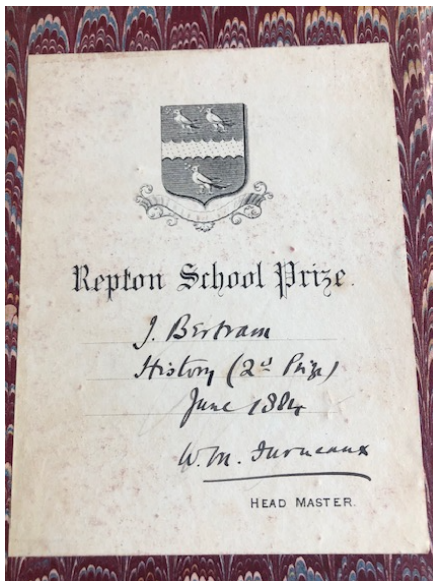 Repton School Prize.
J. Bertram
History (2d Prize)
June 1884
W. M. Furneaux
HEAD MASTER.